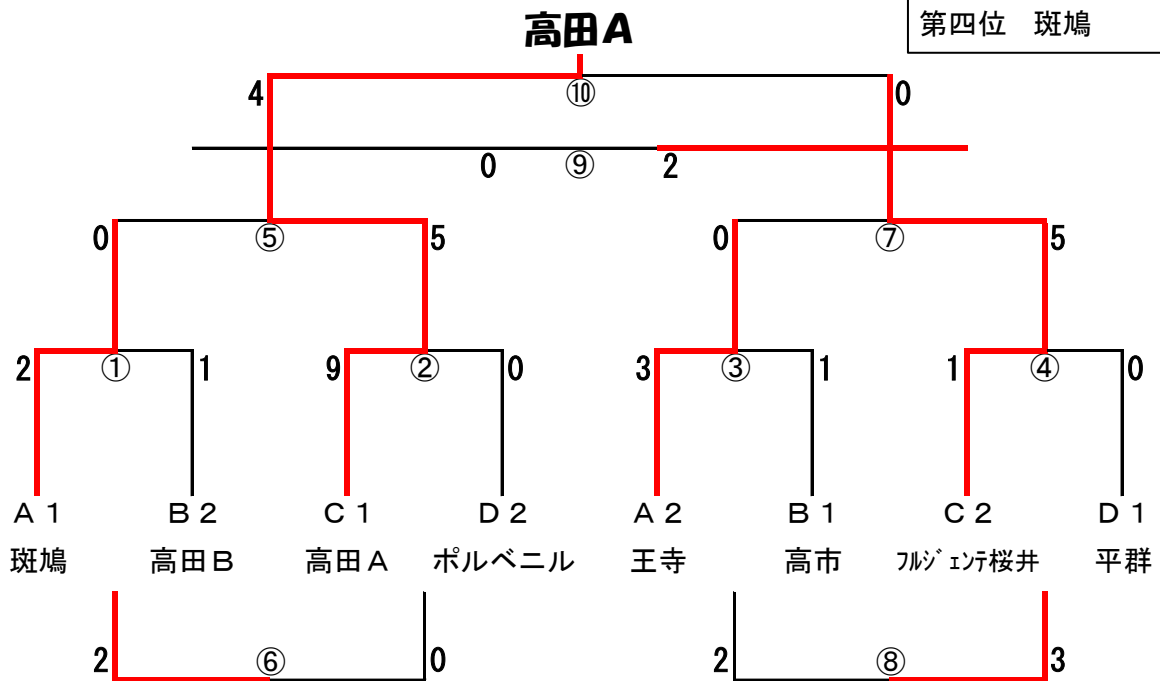 高田A
第四位 斑鳩
4 ⑩ 0
0 ⑨ 2
0 ⑤ 5 0 ⑦ 5
2 ① 1 9 ② 0 3 ③ 1 1 ④ 0
A1 B2 C1 D2 A2 B1 C2 D1
斑鳩 高田B 高田A ポルベニル 王寺 高市 フルジェンテ桜井 平群
2 ⑥ 0 2 ⑧ 3